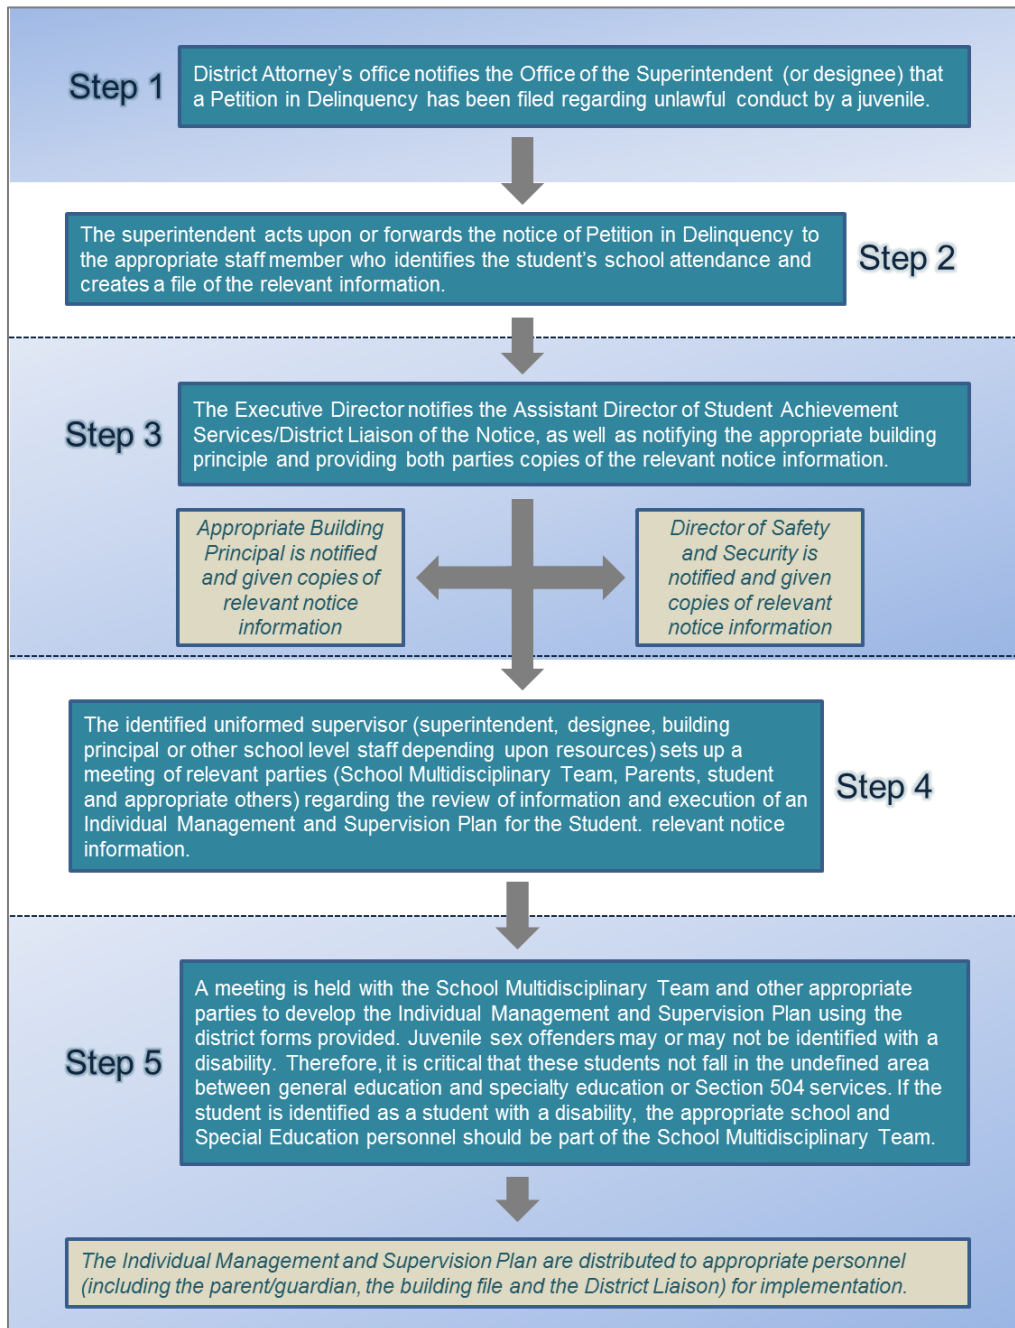 Step 1
District Attorney's office notifies the Office of the Superintendent (or designee) that
a Petition in Delinquency has been filed regarding unlawful conduct by a juvenile.
The superintendent acts upon or forwards the notice of Petition in Delinquency to
the appropriate staff member who identifies the student's school attendance and
creates a file of the relevant information.
Step 2
Step 3
The Executive Director notifies the Assistant Director of Student Achievement
Services/District Liaison of the Notice, as well as notifying the appropriate building
principle and providing both parties copies of the relevant notice information.
Appropriate Building
Principal is notified
and given copies of
relevant notice
information
Director of Safety
and Security is
notified and given
copies of relevant
notice information
The identified uniformed supervisor (superintendent, designee, building
principal or other school level staff depending upon resources) sets up a
meeting of relevant parties (School Multidisciplinary Team, Parents, student
and appropriate others) regarding the review of information and execution of an
Individual Management and Supervision Plan for the Student. relevant notice
information.
Step 4
Step 5
A meeting is held with the School Multidisciplinary Team and other appropriate
parties to develop the Individual Management and Supervision Plan using the
district forms provided. Juvenile sex offenders may or may not be identified with a
disability. Therefore, it is critical that these students not fall in the undefined area
between general education and specialty education or Section 504 services. If the
student is identified as a student with a disability, the appropriate school and
Special Education personnel should be part of the School Multidisciplinary Team.
The Individual Management and Supervision Plan are distributed to appropriate personnel
(including the parent/guardian, the building file and the District Liaison) for implementation.